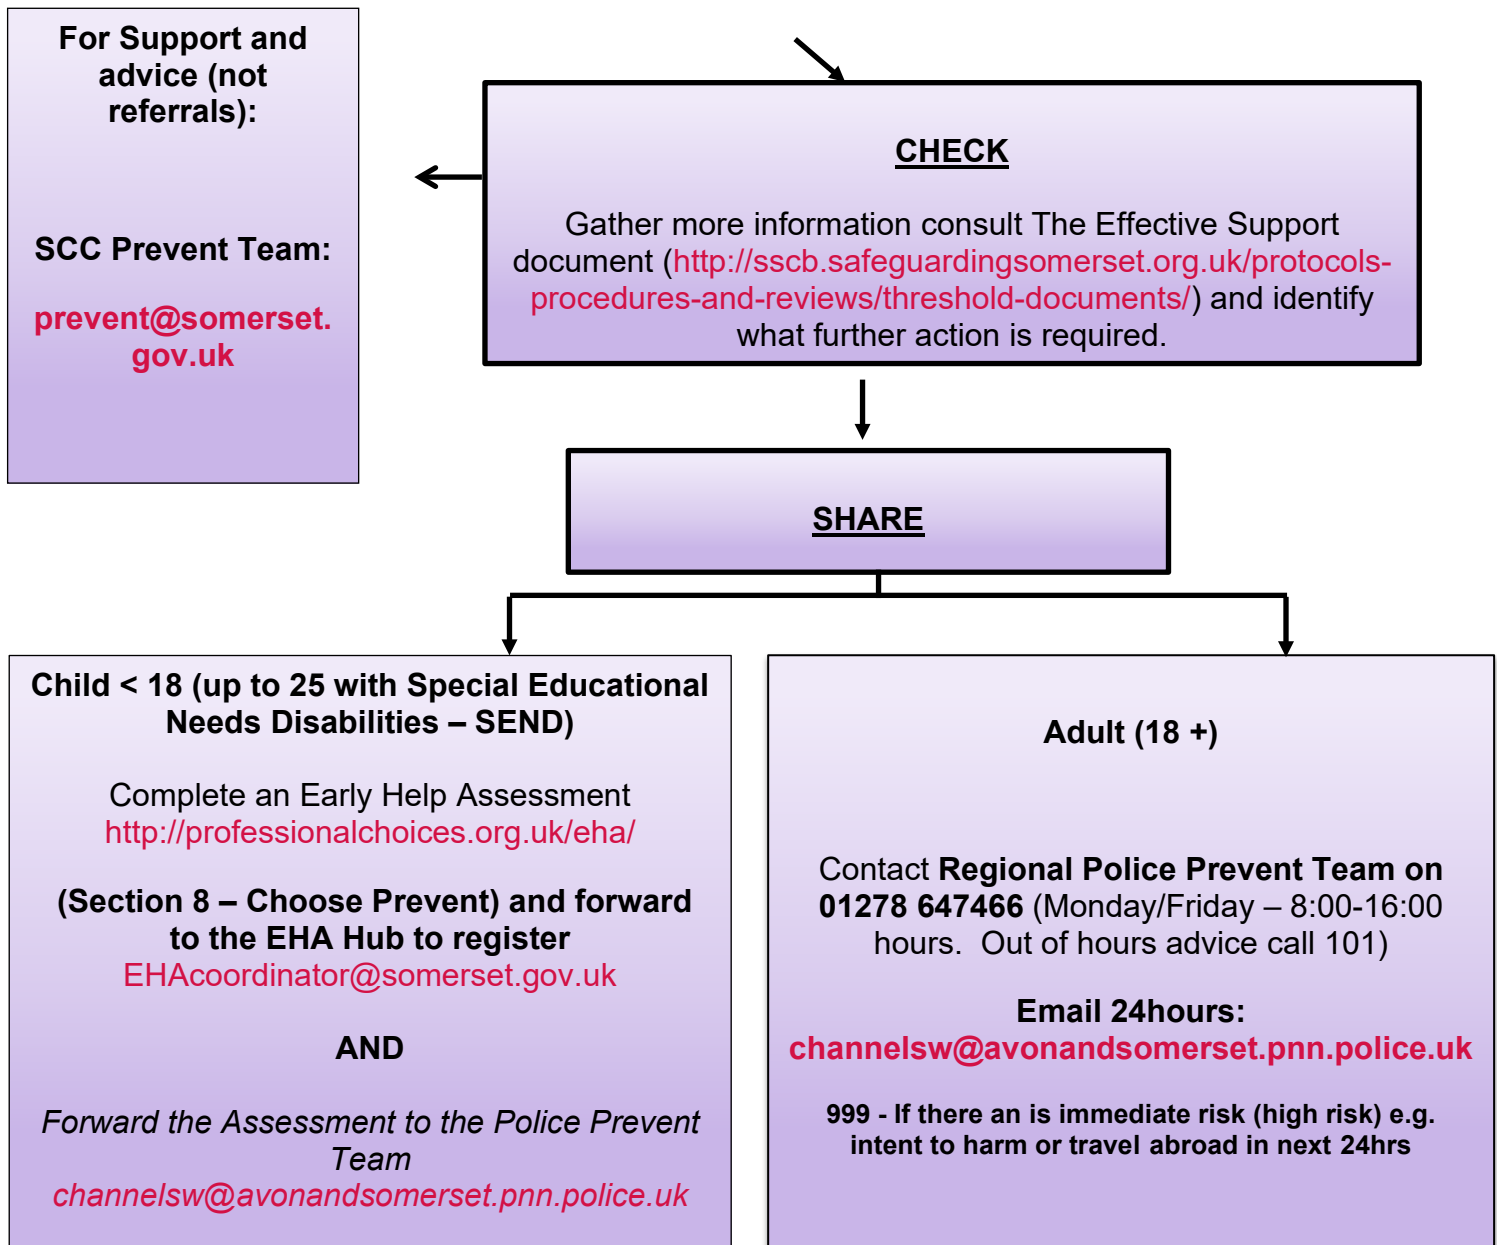 For Support and
advice (not
referrals):
SCC Prevent Team:
prevent@somerset.
gov.uk
CHECK
Gather more information consult The Effective Support
document (http://sscb.safeguardingsomerset.org.uk/protocols-
procedures-and-reviews/threshold-documents/) and identify
what further action is required.
SHARE
Child < 18 (up to 25 with Special Educational
Needs Disabilities – SEND)
Complete an Early Help Assessment
http://professionalchoices.org.uk/eha/
(Section 8 – Choose Prevent) and forward
to the EHA Hub to register
EHAcoordinator@somerset.gov.uk
AND
Forward the Assessment to the Police Prevent
Team
channelsw@avonandsomerset.pnn.police.uk
Adult (18 +)
Contact Regional Police Prevent Team on
01278 647466 (Monday/Friday – 8:00-16:00
hours.  Out of hours advice call 101)
Email 24hours:
channelsw@avonandsomerset.pnn.police.uk
999 - If there an is immediate risk (high risk) e.g.
intent to harm or travel abroad in next 24hrs